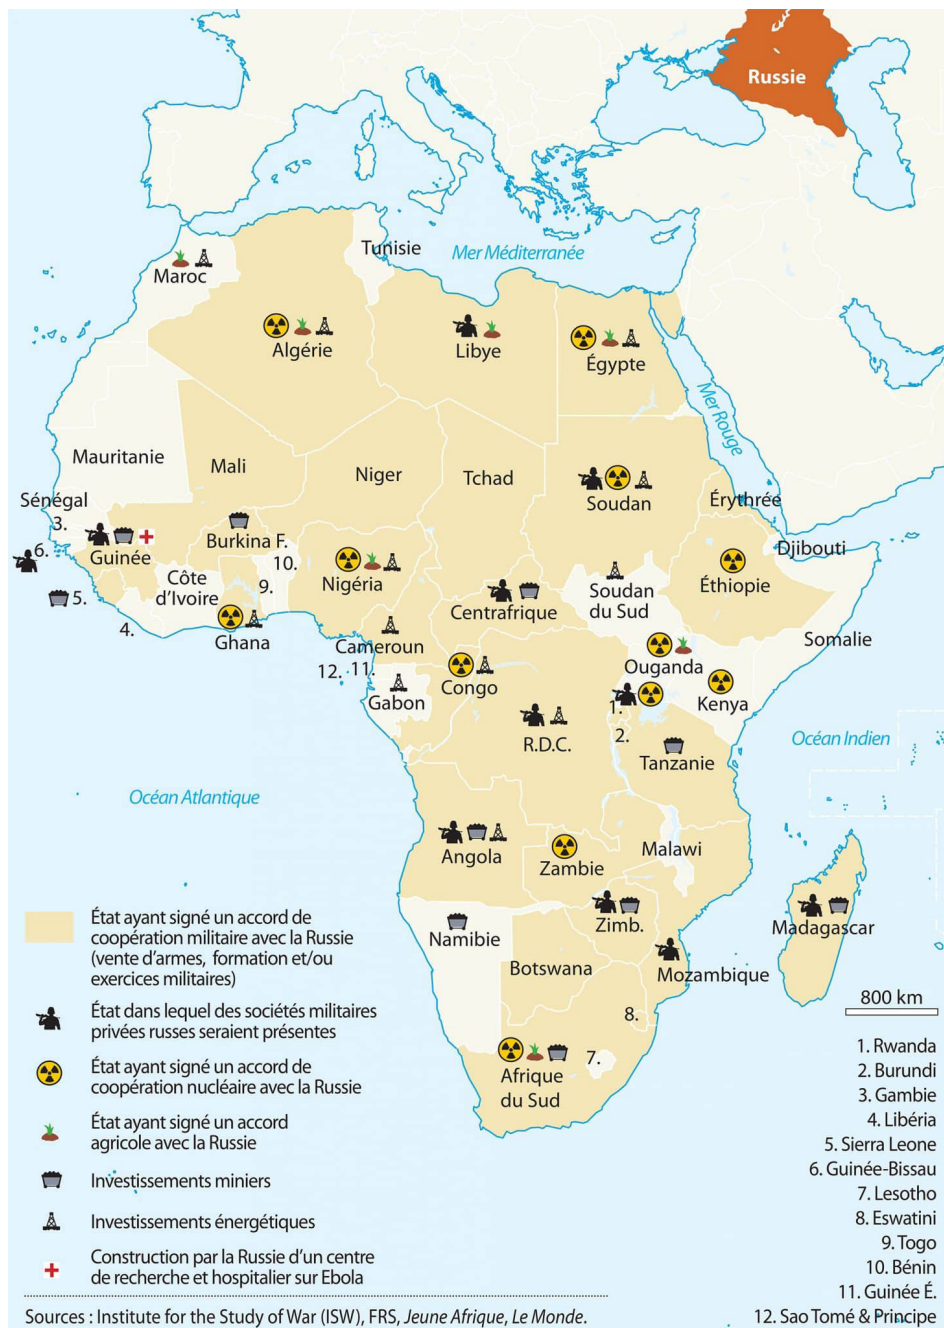 Russie
Tunisie
Mer Méditerranée
Maroc
Algérie
Libye
Égypte
Mer Rouge
Mauritanie
Mali
Niger
Tchad
Soudan
Érythrée
Sénégal
3.
6.
Guinée
Burkina F.
10.
Nigéria
Djibouti
Éthiopie
5.
Côte
d'Ivoire
9.
Centrafrique
Soudan
du Sud
4.
Ghana
Cameroun
Somalie
12.
11.
Congo
Ouganda
Gabon
Kenya
1.
R.D.C.
2.
Tanzanie
Océan Indien
Océan Atlantique
Angola
Zambie
Malawi
Namibie
Zimb.
Madagascar
Botswana
Mozambique
8.
7.
Afrique
du Sud
800 km
État ayant signé un accord de
coopération militaire avec la Russie
(vente d'armes, formation et/ou
exercices militaires)
État dans lequel des sociétés militaires
privées russes seraient présentes
État ayant signé un accord de
coopération nucléaire avec la Russie
État ayant signé un accord
agricole avec la Russie
Investissements miniers
Investissements énergétiques
Construction par la Russie d'un centre
de recherche et hospitalier sur Ebola
1. Rwanda
2. Burundi
3. Gambie
4. Libéria
5. Sierra Leone
6. Guinée-Bissau
7. Lesotho
8. Eswatini
9. Togo
10. Bénin
11. Guinée É.
12. Sao Tomé & Principe
Sources : Institute for the Study of War (ISW), FRS, Jeune Afrique, Le Monde.